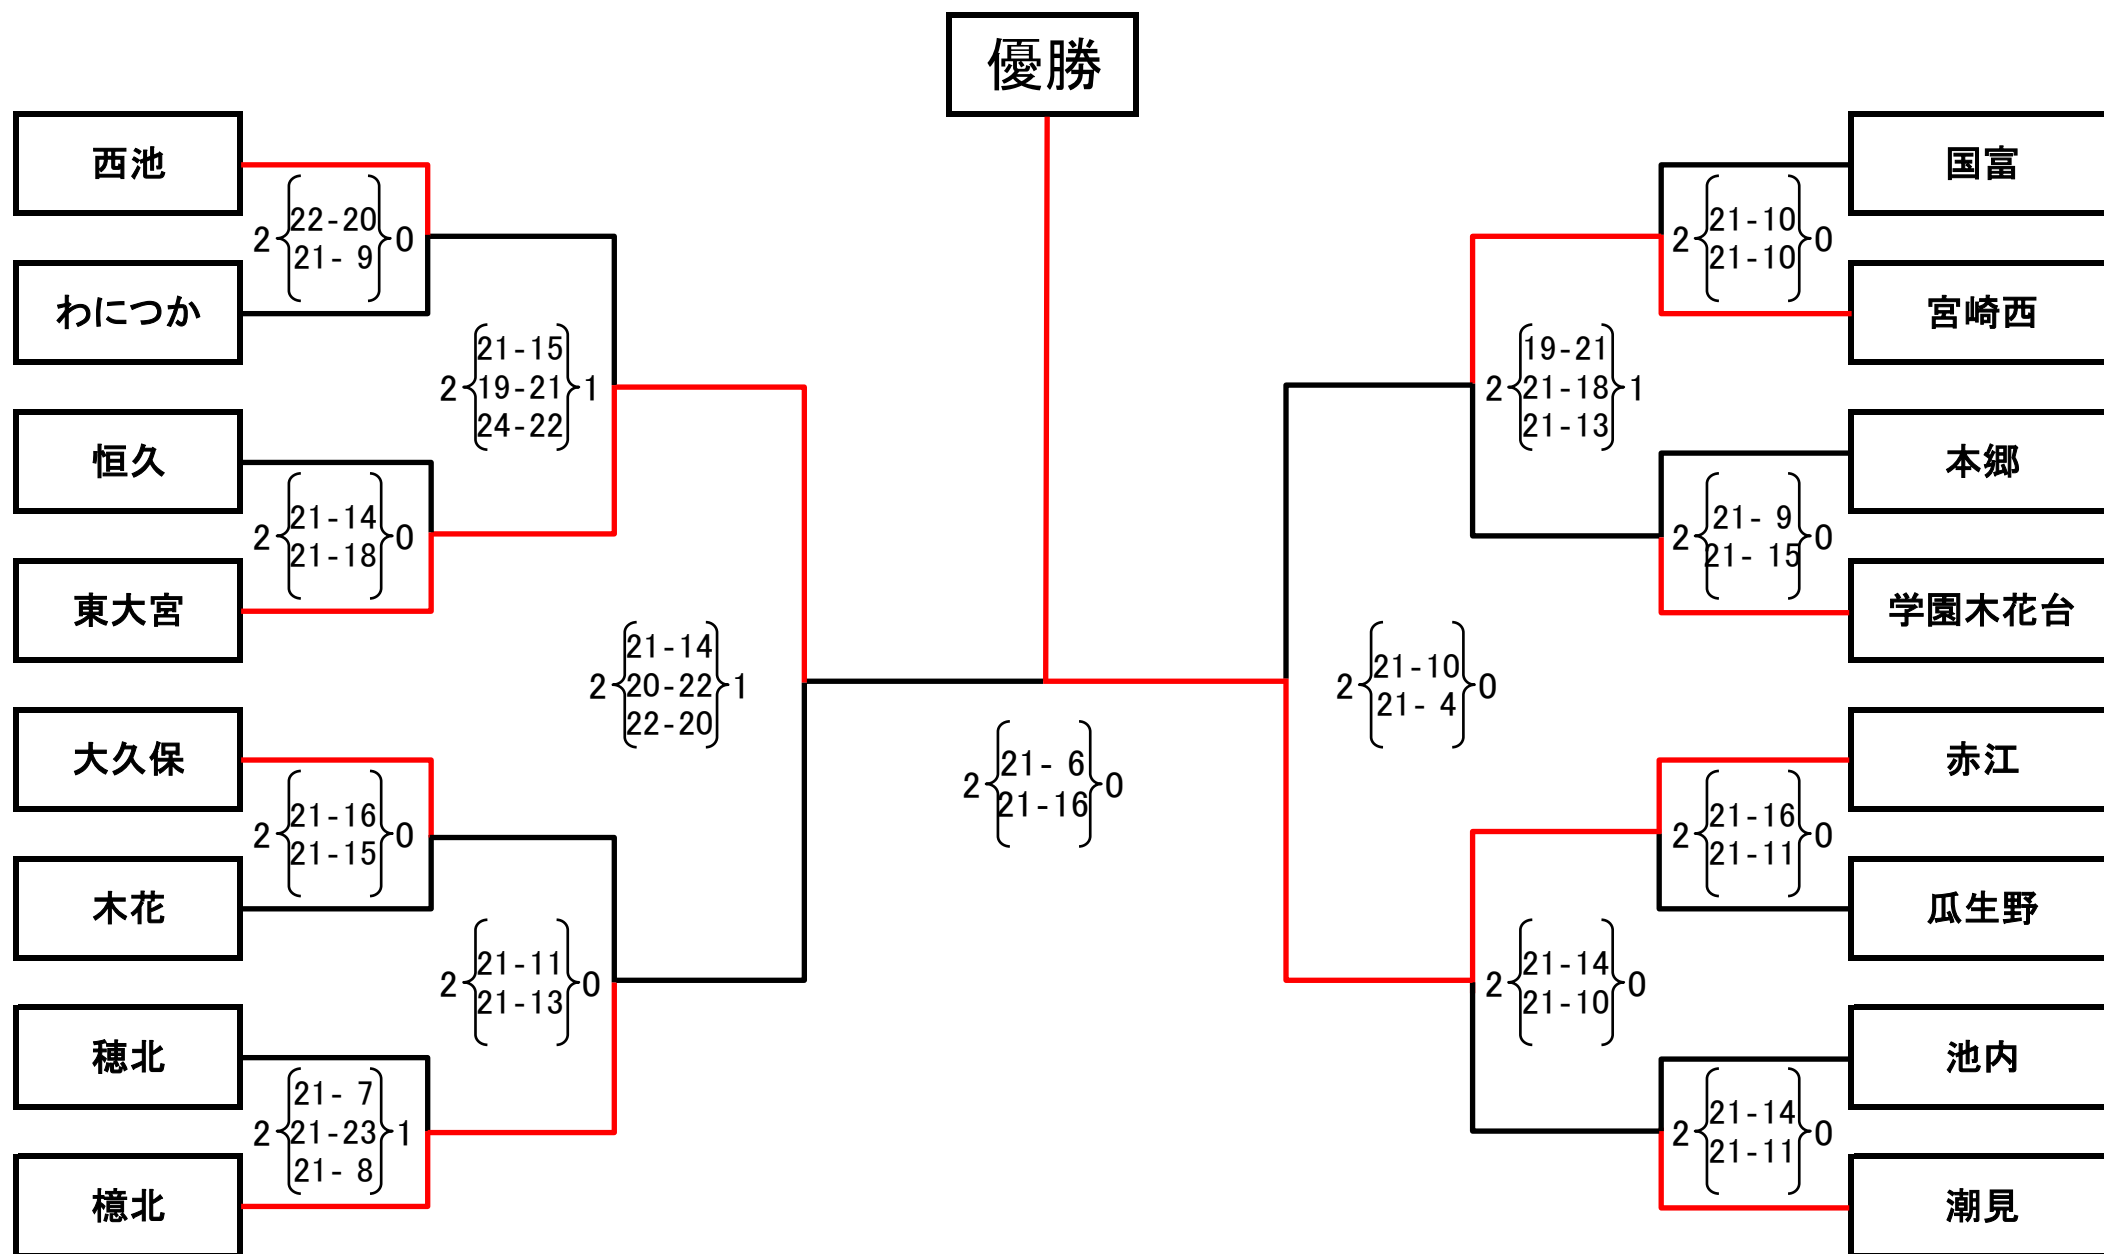 優勝
西池
わにつか
恒久
東大宮
大久保
木花
穂北
檍北
国富
宮崎西
本郷
学園木花台
赤江
瓜生野
池内
潮見
2 22-20 0
21- 9
2 21-14 0
21-18
2 21-16 0
21-15
21- 7
2 21-23 1
21- 8
21-15
2 19-21 1
24-22
2 21-11 0
21-13
21-14
2 20-22 1
22-20
2 21- 6 0
21-16
2 21-10 0
21- 4
19-21
2 21-18 1
21-13
2 21-14 0
21-10
2 21-10 0
21-10
2 21- 9 0
21- 15
2 21-16 0
21-11
2 21-14 0
21-11